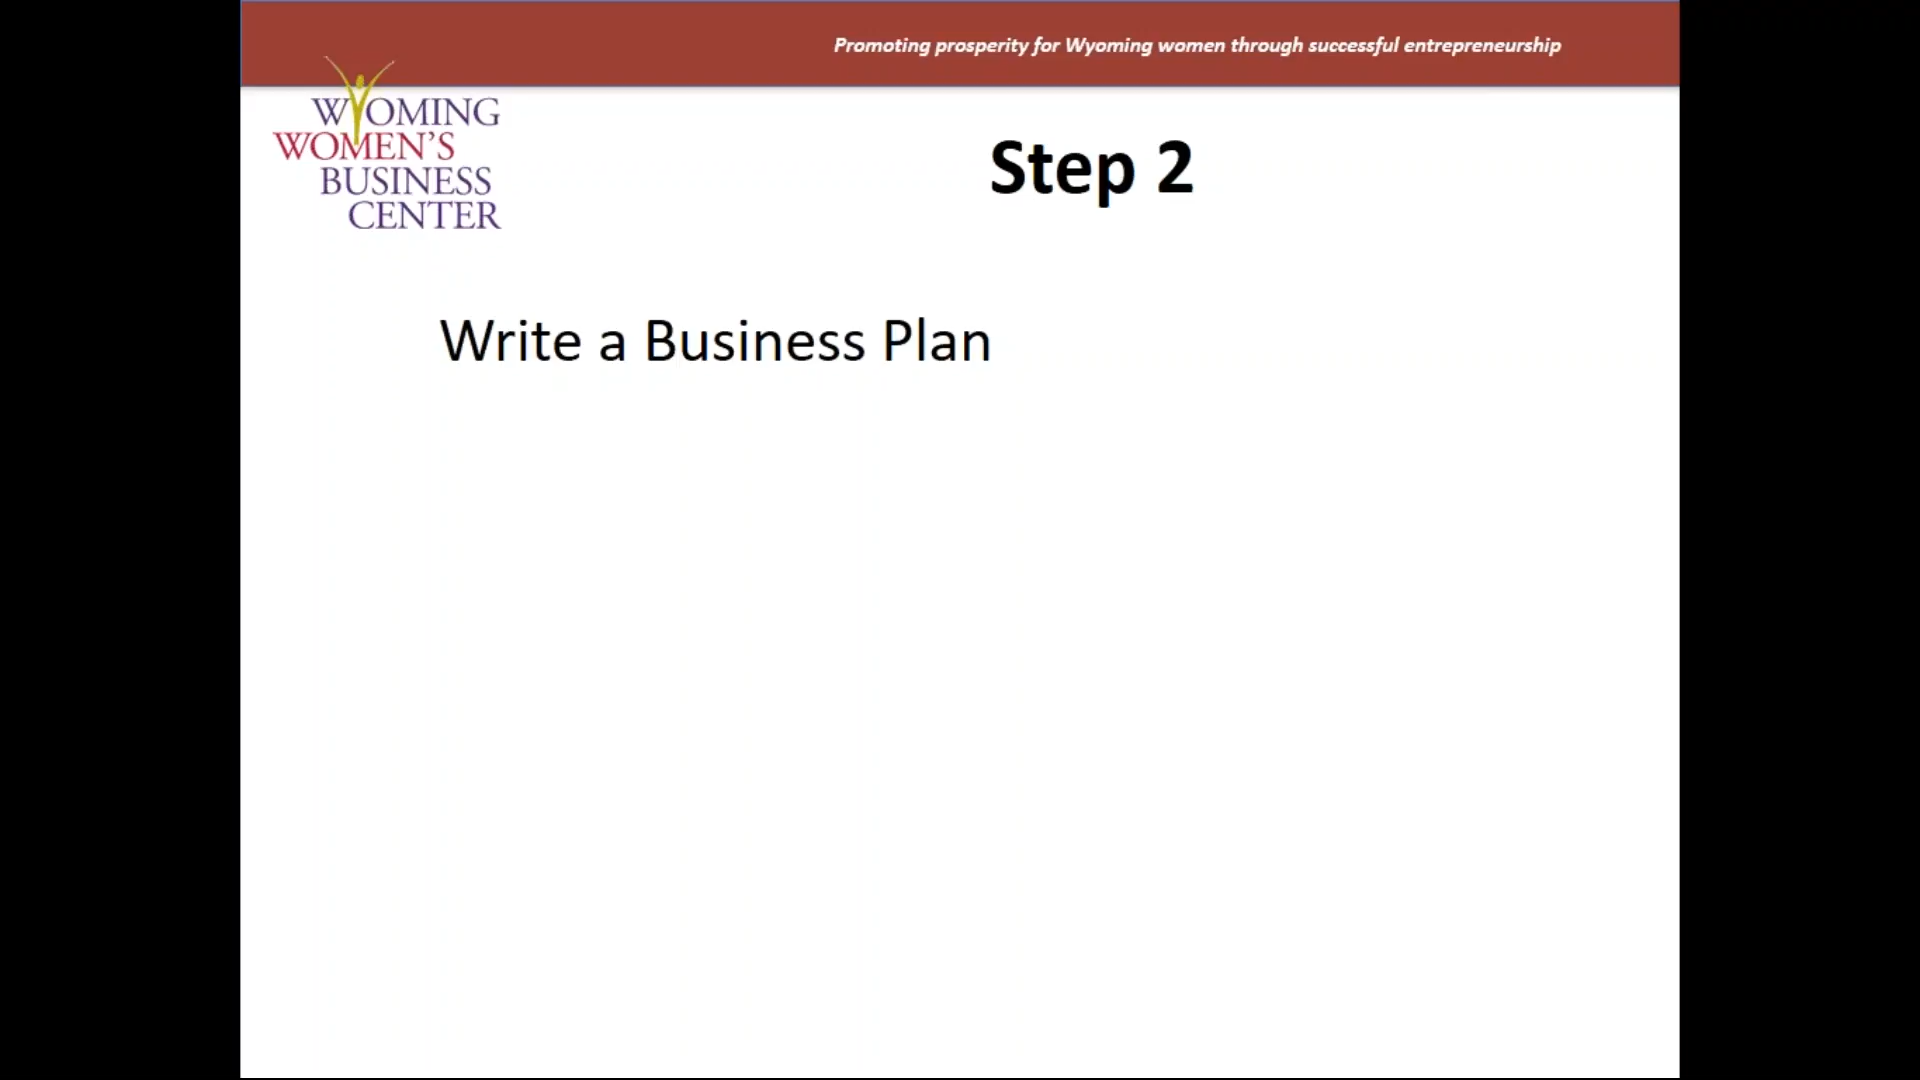 Promoting prosperity for Wyoming women through successful entrepreneurship
WYOMING
WOMEN'S
BUSINESS
CENTER
Step 2
Write a Business Plan